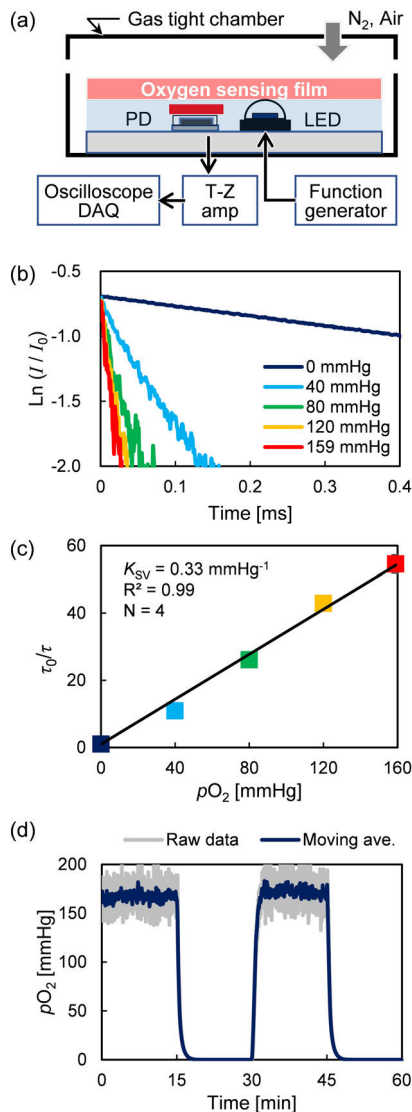 (a)
Gas tight chamber
N₂, Air
Oxygen sensing film
PD
LED
Oscilloscope
DAQ
T-Z
amp
Function
generator
(b)
-0.5
-1.0
-1.5
-2.0
Ln (I / I₀)
0 mmHg
40 mmHg
80 mmHg
120 mmHg
159 mmHg
0 0.1 0.2 0.3 0.4
Time [ms]
(c)
60
40
20
0
τ₀/τ
K_SV = 0.33 mmHg⁻¹
R² = 0.99
N = 4
0 40 80 120 160
pO₂ [mmHg]
(d)
Raw data Moving ave.
200
150
100
50
0
pO₂ [mmHg]
0 15 30 45 60
Time [min]